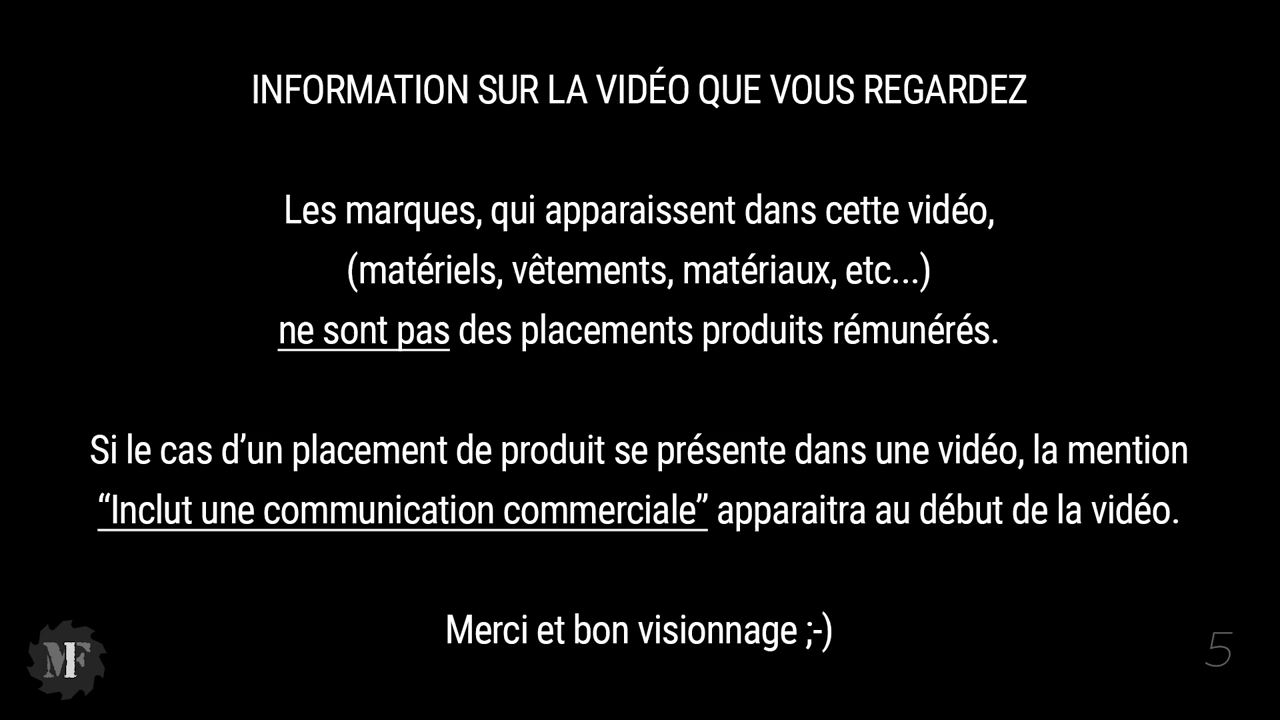 INFORMATION SUR LA VIDÉO QUE VOUS REGARDEZ
Les marques, qui apparaissent dans cette vidéo,
(matériels, vêtements, matériaux, etc...)
ne sont pas des placements produits rémunérés.
Si le cas d’un placement de produit se présente dans une vidéo, la mention
“Inclut une communication commerciale” apparaitra au début de la vidéo.
Merci et bon visionnage ;-)
MF
5